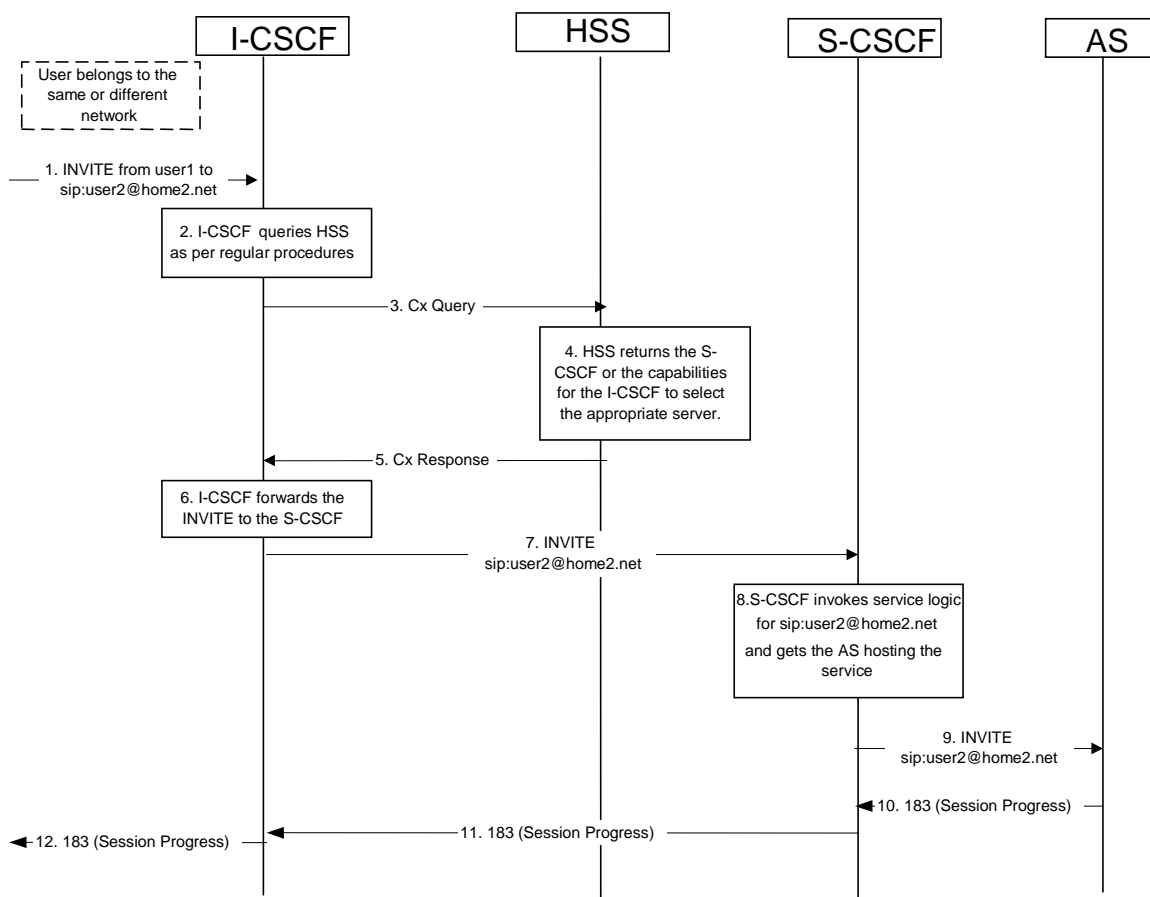 I-CSCF
HSS
S-CSCF
AS
User belongs to the
same or different
network
1. INVITE from user1 to
sip:user2@home2.net
2. I-CSCF queries HSS
as per regular procedures
3. Cx Query
4. HSS returns the S-
CSCF or the capabilities
for the I-CSCF to select
the appropriate server.
5. Cx Response
6. I-CSCF forwards the
INVITE to the S-CSCF
7. INVITE
sip:user2@home2.net
8.S-CSCF invokes service logic
for sip:user2@home2.net
and gets the AS hosting the
service
9. INVITE
sip:user2@home2.net
10. 183 (Session Progress)
11. 183 (Session Progress)
12. 183 (Session Progress)